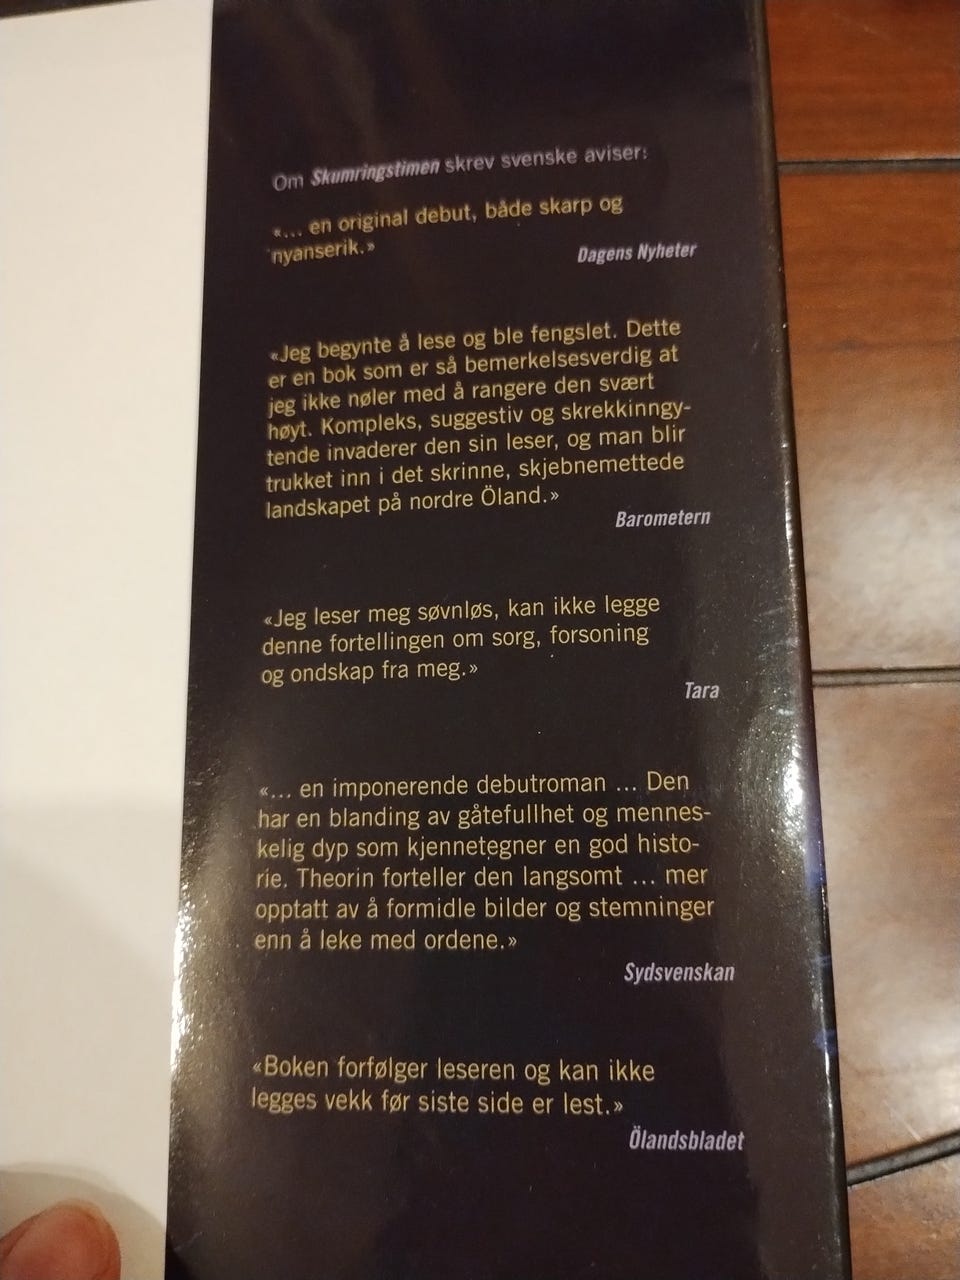 Om Skumringstimen skrev svenske aviser:
«... en original debut, både skarp og
nyanserik.»
Dagens Nyheter
«Jeg begynte å lese og ble fengslet. Dette
er en bok som er så bemerkelsesverdig at
jeg ikke nøler med å rangere den svært
høyt. Kompleks, suggestiv og skrekkinngy-
tende invaderer den sin leser, og man blir
trukket inn i det skrinne, skjebnemettede
landskapet på nordre Öland.»
Barometern
«Jeg leser meg søvnløs, kan ikke legge
denne fortellingen om sorg, forsoning
og ondskap fra meg.»
Tara
«... en imponerende debutroman ... Den
har en blanding av gåtefullhet og mennes-
kelig dyp som kjennetegner en god histo-
rie. Theorin forteller den langsomt ... mer
opptatt av å formidle bilder og stemninger
enn å leke med ordene.»
Sydsvenskan
«Boken forfølger leseren og kan ikke
legges vekk før siste side er lest.»
Ölandsbladet